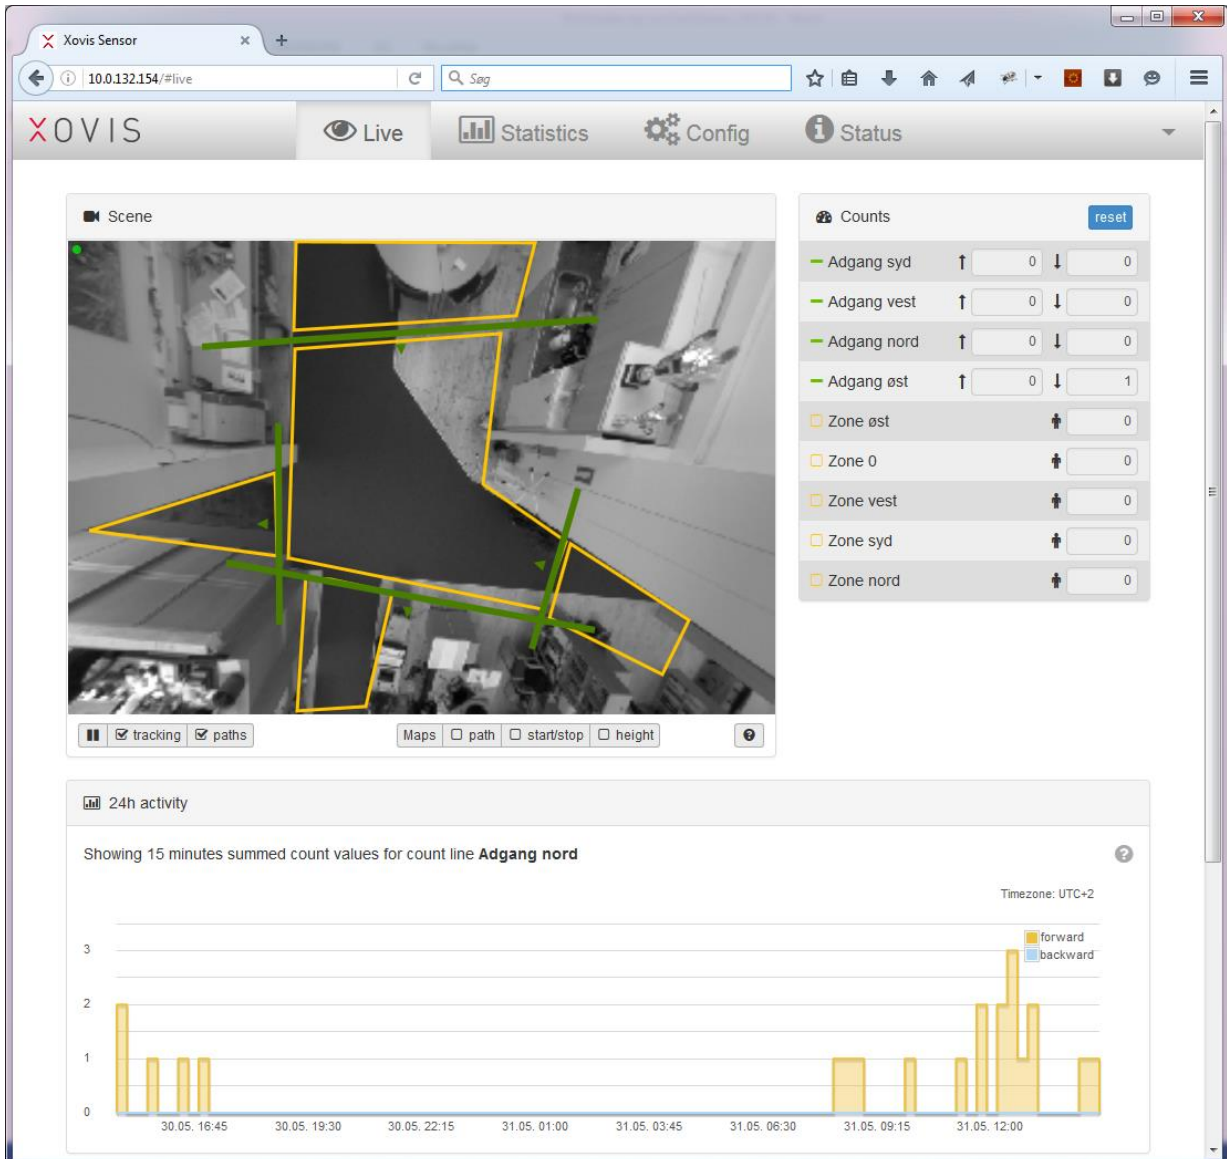 Xovis Sensor
10.0.132.154/#live
Søg
XOVIS
Live
Statistics
Config
Status
Scene
tracking
paths
Maps
path
start/stop
height
Counts
reset
Adgang syd 0 0
Adgang vest 0 0
Adgang nord 0 0
Adgang øst 0 1
Zone øst 0
Zone 0 0
Zone vest 0
Zone syd 0
Zone nord 0
24h activity
Showing 15 minutes summed count values for count line Adgang nord
Timezone: UTC+2
forward
backward
3
2
1
0
30.05. 16:45 30.05. 19:30 30.05. 22:15 31.05. 01:00 31.05. 03:45 31.05. 06:30 31.05. 09:15 31.05. 12:00